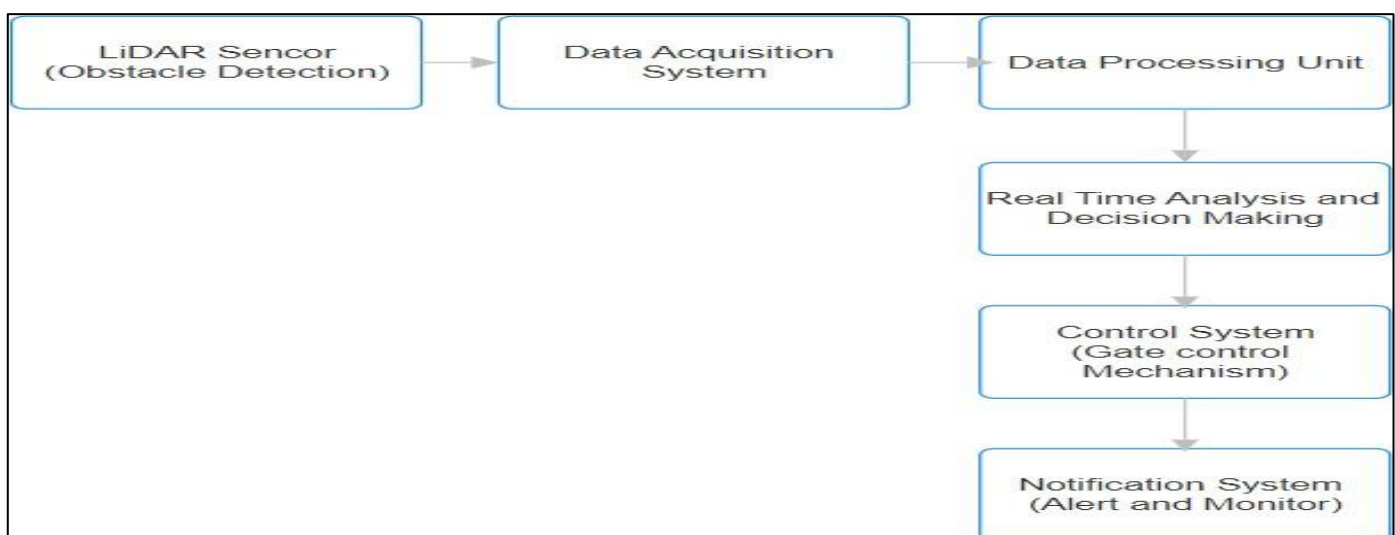 LiDAR Sencor
(Obstacle Detection)
Data Acquisition
System
Data Processing Unit
Real Time Analysis and
Decision Making
Control System
(Gate control
Mechanism)
Notification System
(Alert and Monitor)